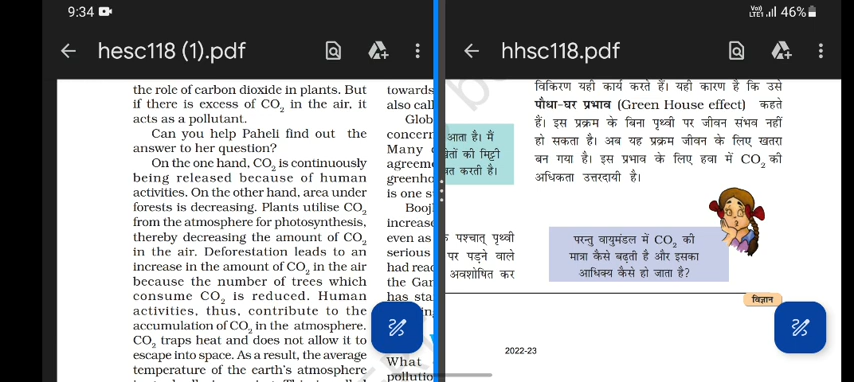 9:34
46%
hesc118 (1).pdf
the role of carbon dioxide in plants. But
if there is excess of CO2 in the air, it
acts as a pollutant.
Can you help Paheli find out the
answer to her question?
On the one hand, CO2 is continuously
being released because of human
activities. On the other hand, area under
forests is decreasing. Plants utilise CO2
from the atmosphere for photosynthesis,
thereby decreasing the amount of CO2
in the air. Deforestation leads to an
increase in the amount of CO2 in the air
because the number of trees which
consume CO2 is reduced. Human
activities, thus, contribute to the
accumulation of CO2 in the atmosphere.
CO2 traps heat and does not allow it to
escape into space. As a result, the average
temperature of the earth's atmosphere
towards
also call
Glob
concern
Many
agreem
greenho
is one s
Booj
increase
even as
serious
had read
the Gan
has sta
What
pollutio
hhsc118.pdf
आता है। मैं
खेतों की मिट्टी
करती है।
पश्चात् पृथ्वी
पर पड़ने वाले
अवशोषित कर
विकिरण यही कार्य करते हैं। यही कारण है कि उसे
पौधा-घर प्रभाव (Green House effect) कहते
हैं। इस प्रक्रम के बिना पृथ्वी पर जीवन संभव नहीं
हो सकता है। अब यह प्रक्रम जीवन के लिए खतरा
बन गया है। इस प्रभाव के लिए हवा में CO2 की
अधिकता उत्तरदायी है।
परन्तु वायुमंडल में CO2 की
मात्रा कैसे बढ़ती है और इसका
आधिक्य कैसे हो जाता है?
विज्ञान
2022-23